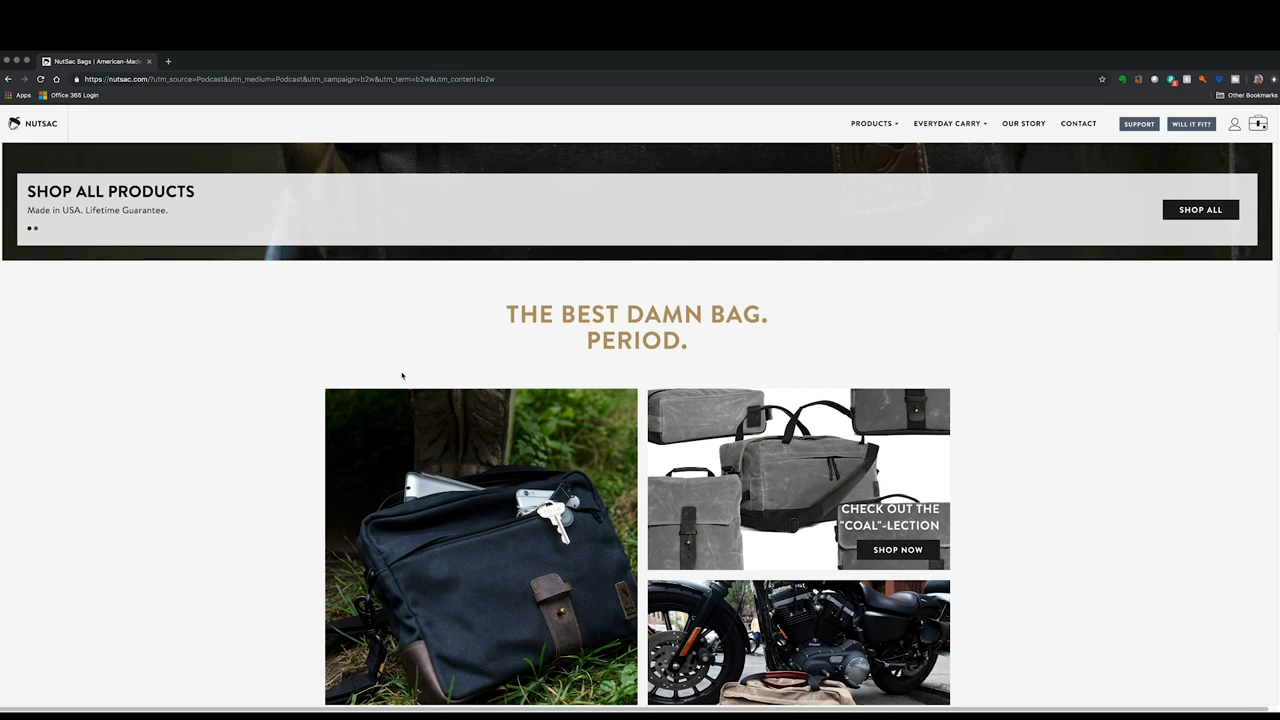 NutSac Bags | American-Made
https://nutsac.com/?utm_source=Podcast&utm_medium=Podcast&utm_campaign=b2w&utm_term=b2w&utm_content=b2w
Apps
Office 365 Login
Other Bookmarks
NUTSAC
PRODUCTS
EVERYDAY CARRY
OUR STORY
CONTACT
SUPPORT
WILL IT FIT?
SHOP ALL PRODUCTS
Made in USA. Lifetime Guarantee.
SHOP ALL
THE BEST DAMN BAG.
PERIOD.
CHECK OUT THE
"COAL"-LECTION
SHOP NOW